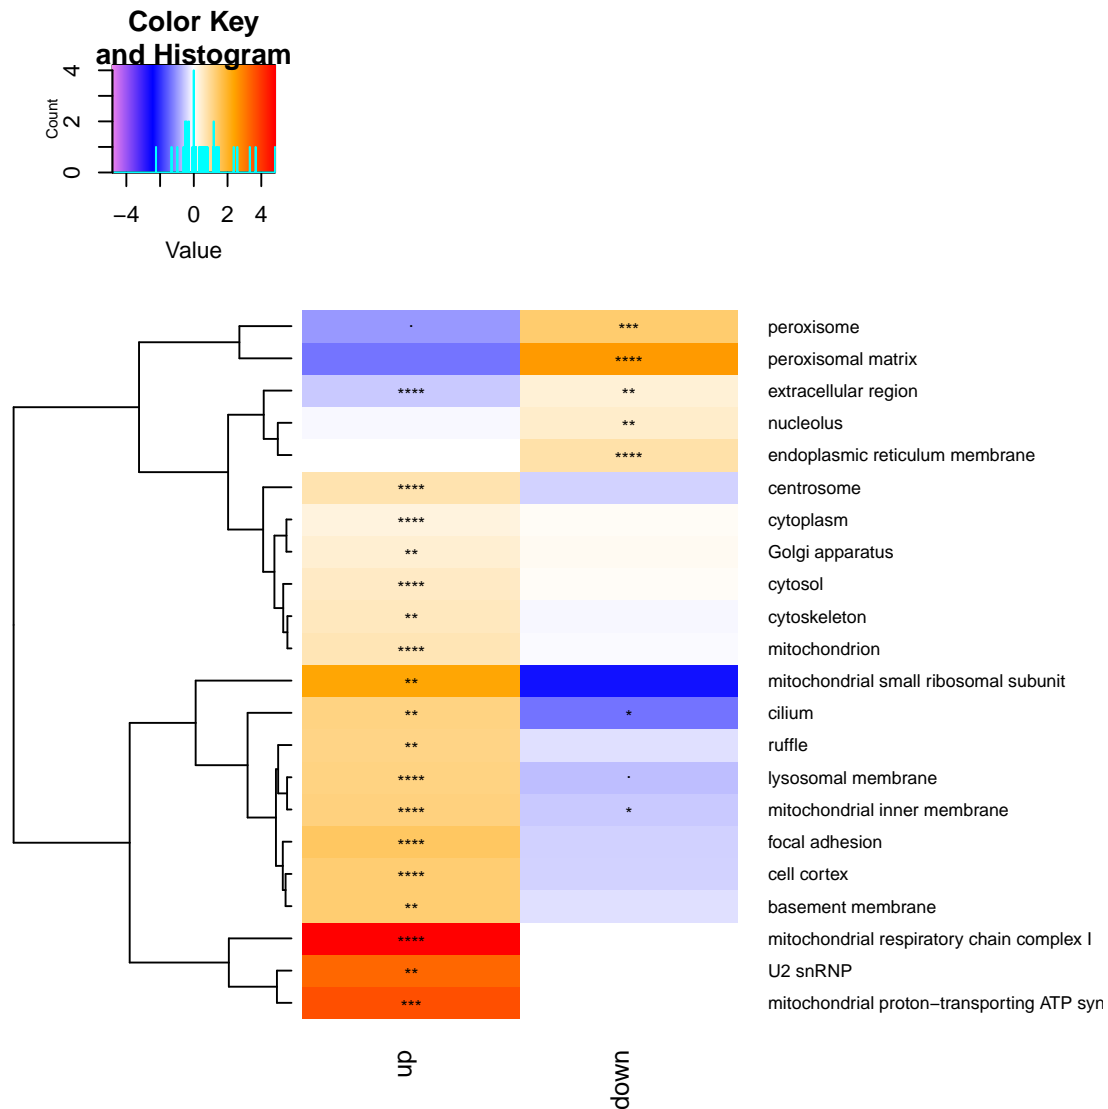 Color Key
and Histogram
Count
0 2 4
−4 0 2 4
Value
. *** peroxisome
**** peroxisomal matrix
**** ** extracellular region
** nucleolus
**** endoplasmic reticulum membrane
**** centrosome
**** cytoplasm
** Golgi apparatus
**** cytosol
** cytoskeleton
**** mitochondrion
** mitochondrial small ribosomal subunit
** * cilium
** ruffle
**** . lysosomal membrane
**** * mitochondrial inner membrane
**** focal adhesion
**** cell cortex
** basement membrane
**** mitochondrial respiratory chain complex I
** U2 snRNP
*** mitochondrial proton−transporting ATP syn
up down